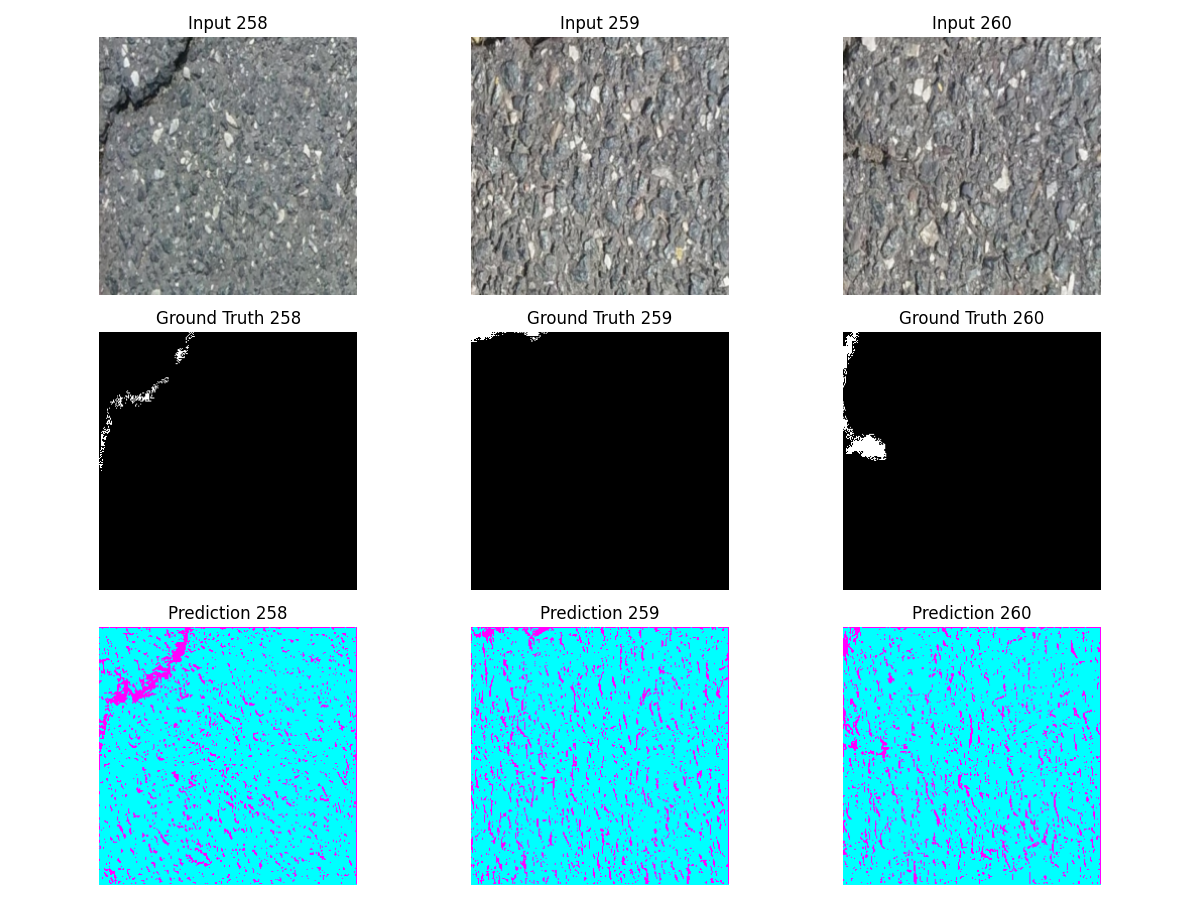 Input 258
Input 259
Input 260
Ground Truth 258
Ground Truth 259
Ground Truth 260
Prediction 258
Prediction 259
Prediction 260